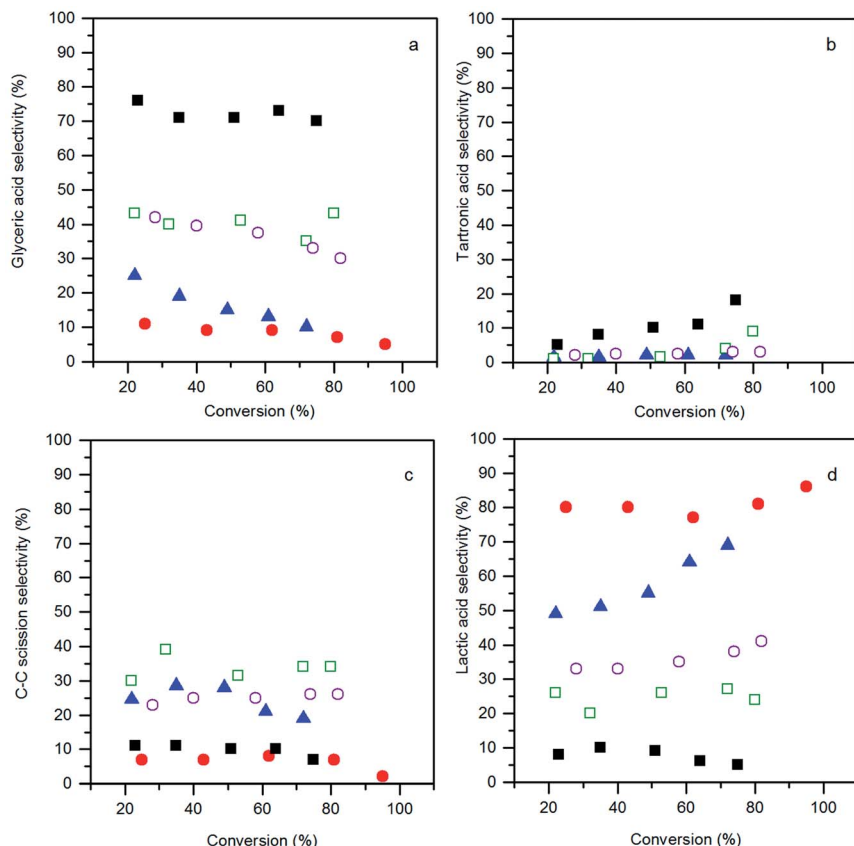 a
Glyceric acid selectivity (%)
100
90
80
70
60
50
40
30
20
10
0
20 40 60 80 100
Conversion (%)
b
Tartronic acid selectivity (%)
100
90
80
70
60
50
40
30
20
10
0
20 40 60 80 100
Conversion (%)
c
C-C scission selectivity (%)
100
90
80
70
60
50
40
30
20
10
0
20 40 60 80 100
Conversion (%)
d
Lactic acid selectivity (%)
100
90
80
70
60
50
40
30
20
10
0
20 40 60 80 100
Conversion (%)